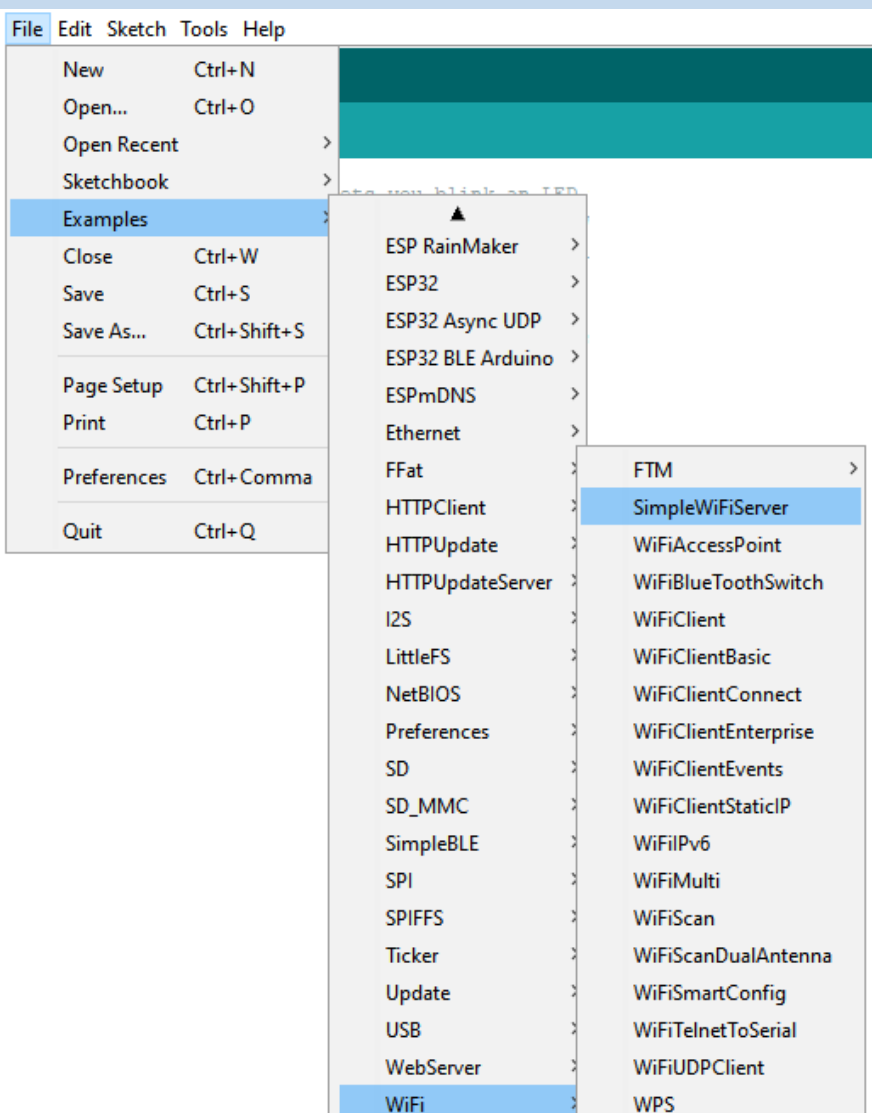 File Edit Sketch Tools Help
New Ctrl+N
Open... Ctrl+O
Open Recent
Sketchbook
Examples
Close Ctrl+W
Save Ctrl+S
Save As... Ctrl+Shift+S
Page Setup Ctrl+Shift+P
Print Ctrl+P
Preferences Ctrl+Comma
Quit Ctrl+Q
you blink an LED
ESP RainMaker
ESP32
ESP32 Async UDP
ESP32 BLE Arduino
ESPmDNS
Ethernet
FFat
HTTPClient
HTTPUpdate
HTTPUpdateServer
I2S
LittleFS
NetBIOS
Preferences
SD
SD_MMC
SimpleBLE
SPI
SPIFFS
Ticker
Update
USB
WebServer
WiFi
FTM
SimpleWiFiServer
WiFiAccessPoint
WiFiBlueToothSwitch
WiFiClient
WiFiClientBasic
WiFiClientConnect
WiFiClientEnterprise
WiFiClientEvents
WiFiClientStaticIP
WiFiIPv6
WiFiMulti
WiFiScan
WiFiScanDualAntenna
WiFiSmartConfig
WiFiTelnetToSerial
WiFiUDPClient
WPS